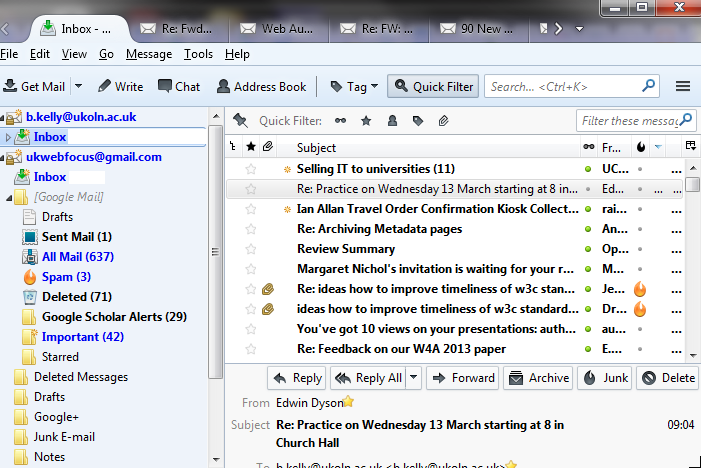 Inbox - ...
Re: Fwd...
Web Au...
Re: FW: ...
90 New ...
File Edit View Go Message Tools Help
Get Mail Write Chat Address Book Tag Quick Filter Search... <Ctrl+K>
b.kelly@ukoln.ac.uk
Inbox
ukwebfocus@gmail.com
Inbox
[Google Mail]
Drafts
Sent Mail (1)
All Mail (637)
Spam (3)
Deleted (71)
Google Scholar Alerts (29)
Important (42)
Starred
Deleted Messages
Drafts
Google+
Junk E-mail
Notes
Quick Filter: Filter these messag
Subject Fr...
Selling IT to universities (11) UC... ...
Re: Practice on Wednesday 13 March starting at 8 in... Ed... ... ...
Ian Allan Travel Order Confirmation Kiosk Collect... rai... ...
Re: Archiving Metadata pages An... ...
Review Summary Op... ...
Margaret Nichol's invitation is waiting for your r... M... ...
Re: ideas how to improve timeliness of w3c stan... Je... ...
ideas how to improve timeliness of w3c standard... Dr... ...
You've got 10 views on your presentations: auth... au... ...
Re: Feedback on our W4A 2013 paper E.... ...
Reply Reply All Forward Archive Junk Delete
From Edwin Dyson
Subject Re: Practice on Wednesday 13 March starting at 8 in 09:04
Church Hall
To b.kelly@ukoln.ac.uk <b.kelly@ukoln.ac.uk>